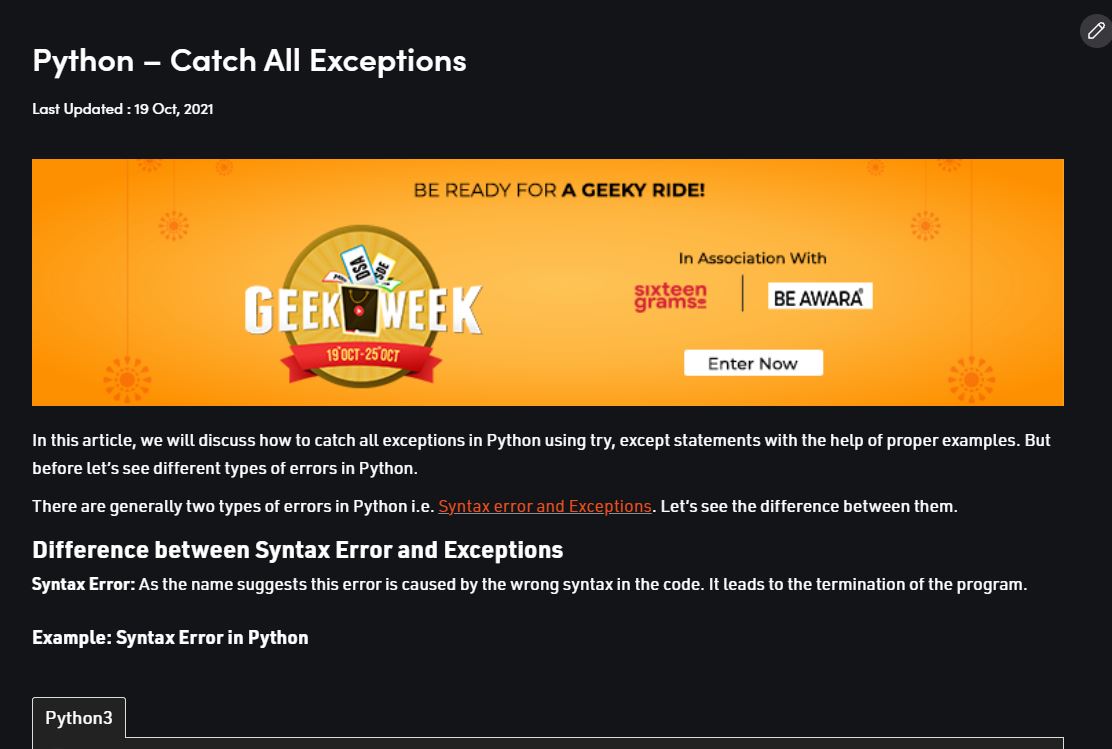 Python – Catch All Exceptions
Last Updated : 19 Oct, 2021
BE READY FOR A GEEKY RIDE!
DSA
SDE
GEEK WEEK
19th OCT - 25th OCT
In Association With
sixteen
grams
BE AWARA
Enter Now
In this article, we will discuss how to catch all exceptions in Python using try, except statements with the help of proper examples. But
before let’s see different types of errors in Python.
There are generally two types of errors in Python i.e. Syntax error and Exceptions. Let’s see the difference between them.
Difference between Syntax Error and Exceptions
Syntax Error: As the name suggests this error is caused by the wrong syntax in the code. It leads to the termination of the program.
Example: Syntax Error in Python
Python3